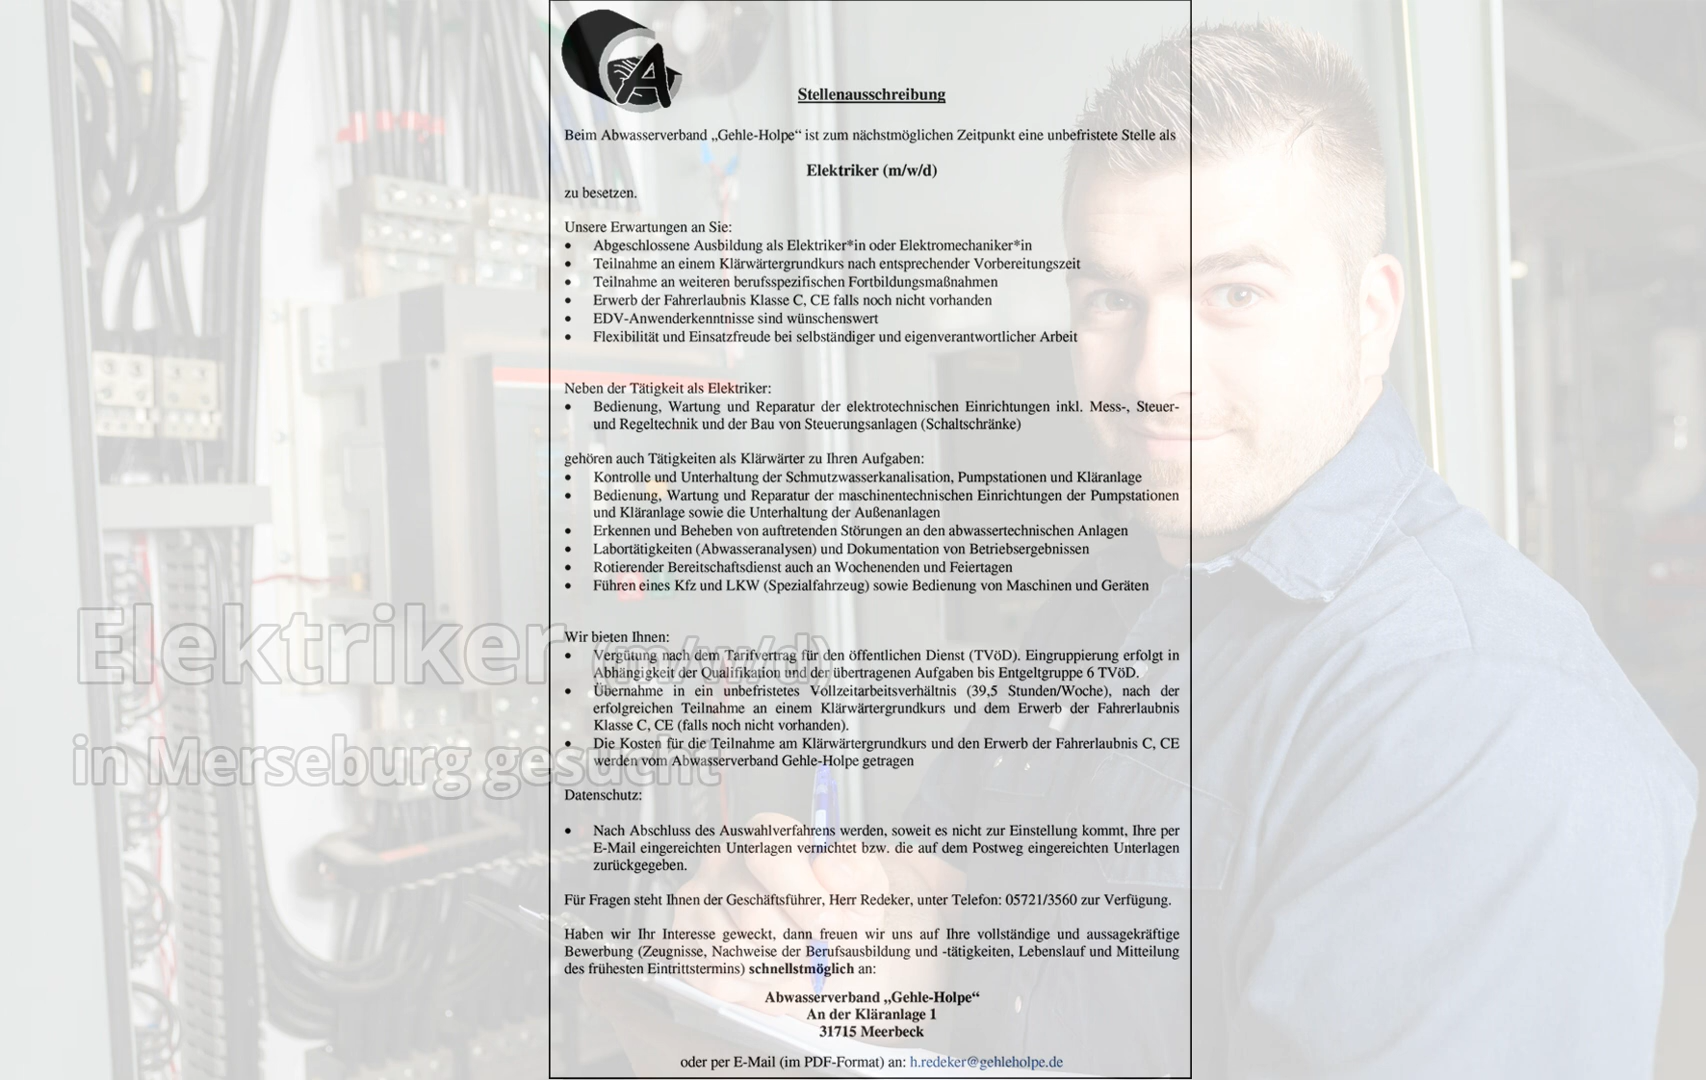 Stellenausschreibung
Beim Abwasserverband „Gehle-Holpe“ ist zum nächstmöglichen Zeitpunkt eine unbefristete Stelle als
Elektriker (m/w/d)
zu besetzen.
Unsere Erwartungen an Sie:
• Abgeschlossene Ausbildung als Elektriker*in oder Elektromechaniker*in
• Teilnahme an einem Klärwärtergrundkurs nach entsprechender Vorbereitungszeit
• Teilnahme an weiteren berufsspezifischen Fortbildungsmaßnahmen
• Erwerb der Fahrerlaubnis Klasse C, CE falls noch nicht vorhanden
• EDV-Anwenderkenntnisse sind wünschenswert
• Flexibilität und Einsatzfreude bei selbständiger und eigenverantwortlicher Arbeit
Neben der Tätigkeit als Elektriker:
• Bedienung, Wartung und Reparatur der elektrotechnischen Einrichtungen inkl. Mess-, Steuer-
und Regeltechnik und der Bau von Steuerungsanlagen (Schaltschränke)
gehören auch Tätigkeiten als Klärwärter zu Ihren Aufgaben:
• Kontrolle und Unterhaltung der Schmutzwasserkanalisation, Pumpstationen und Kläranlage
• Bedienung, Wartung und Reparatur der maschinentechnischen Einrichtungen der Pumpstationen
und Kläranlage sowie die Unterhaltung der Außenanlagen
• Erkennen und Beheben von auftretenden Störungen an den abwassertechnischen Anlagen
• Labortätigkeiten (Abwasseranalysen) und Dokumentation von Betriebsergebnissen
• Rotierender Bereitschaftsdienst auch an Wochenenden und Feiertagen
• Führen eines Kfz und LKW (Spezialfahrzeug) sowie Bedienung von Maschinen und Geräten
Wir bieten Ihnen:
• Vergütung nach dem Tarifvertrag für den öffentlichen Dienst (TVöD). Eingruppierung erfolgt in
Abhängigkeit der Qualifikation und der übertragenen Aufgaben bis Entgeltgruppe 6 TVöD.
• Übernahme in ein unbefristetes Vollzeitarbeitsverhältnis (39,5 Stunden/Woche), nach der
erfolgreichen Teilnahme an einem Klärwärtergrundkurs und dem Erwerb der Fahrerlaubnis
Klasse C, CE (falls noch nicht vorhanden).
• Die Kosten für die Teilnahme am Klärwärtergrundkurs und den Erwerb der Fahrerlaubnis C, CE
werden vom Abwasserverband Gehle-Holpe getragen
Datenschutz:
• Nach Abschluss des Auswahlverfahrens werden, soweit es nicht zur Einstellung kommt, Ihre per
E-Mail eingereichten Unterlagen vernichtet bzw. die auf dem Postweg eingereichten Unterlagen
zurückgegeben.
Für Fragen steht Ihnen der Geschäftsführer, Herr Redeker, unter Telefon: 05721/3560 zur Verfügung.
Haben wir Ihr Interesse geweckt, dann freuen wir uns auf Ihre vollständige und aussagekräftige
Bewerbung (Zeugnisse, Nachweise der Berufsausbildung und -tätigkeiten, Lebenslauf und Mitteilung
des frühesten Eintrittstermins) schnellstmöglich an:
Abwasserverband „Gehle-Holpe“
An der Kläranlage 1
31715 Meerbeck
oder per E-Mail (im PDF-Format) an: h.redeker@gehleholpe.de
Elektriker (m/w/d)
in Merseburg gesucht